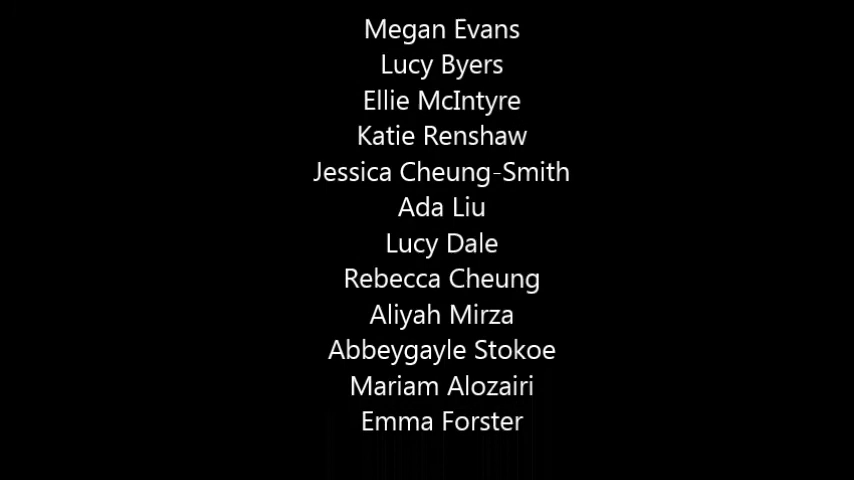 Megan Evans
Lucy Byers
Ellie McIntyre
Katie Renshaw
Jessica Cheung-Smith
Ada Liu
Lucy Dale
Rebecca Cheung
Aliyah Mirza
Abbeygayle Stokoe
Mariam Alozairi
Emma Forster